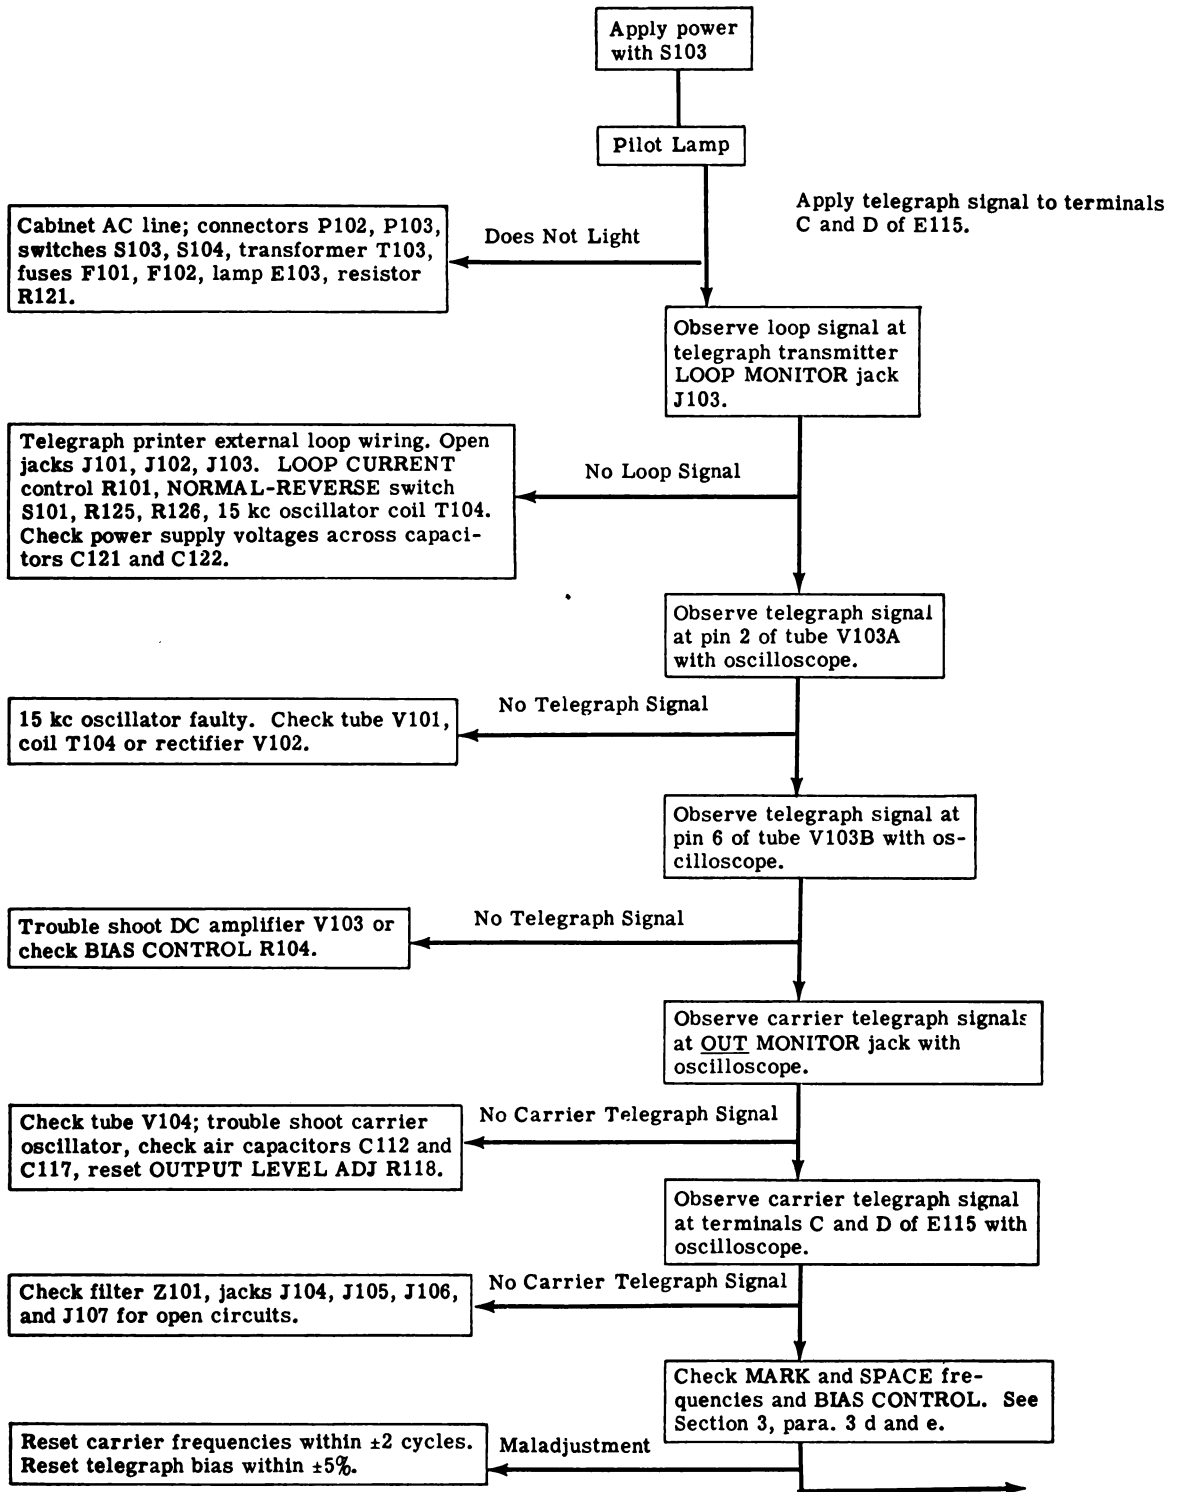 Apply power
with S103
Pilot Lamp
Apply telegraph signal to terminals
C and D of E115.
Does Not Light
Cabinet AC line; connectors P102, P103,
switches S103, S104, transformer T103,
fuses F101, F102, lamp E103, resistor
R121.
Observe loop signal at
telegraph transmitter
LOOP MONITOR jack
J103.
No Loop Signal
Telegraph printer external loop wiring. Open
jacks J101, J102, J103. LOOP CURRENT
control R101, NORMAL-REVERSE switch
S101, R125, R126, 15 kc oscillator coil T104.
Check power supply voltages across capaci-
tors C121 and C122.
Observe telegraph signal
at pin 2 of tube V103A
with oscilloscope.
No Telegraph Signal
15 kc oscillator faulty. Check tube V101,
coil T104 or rectifier V102.
Observe telegraph signal at
pin 6 of tube V103B with os-
cilloscope.
No Telegraph Signal
Trouble shoot DC amplifier V103 or
check BIAS CONTROL R104.
Observe carrier telegraph signals
at OUT MONITOR jack with
oscilloscope.
No Carrier Telegraph Signal
Check tube V104; trouble shoot carrier
oscillator, check air capacitors C112 and
C117, reset OUTPUT LEVEL ADJ R118.
Observe carrier telegraph signal
at terminals C and D of E115 with
oscilloscope.
No Carrier Telegraph Signal
Check filter Z101, jacks J104, J105, J106,
and J107 for open circuits.
Check MARK and SPACE fre-
quencies and BIAS CONTROL. See
Section 3, para. 3 d and e.
Maladjustment
Reset carrier frequencies within ±2 cycles.
Reset telegraph bias within ±5%.